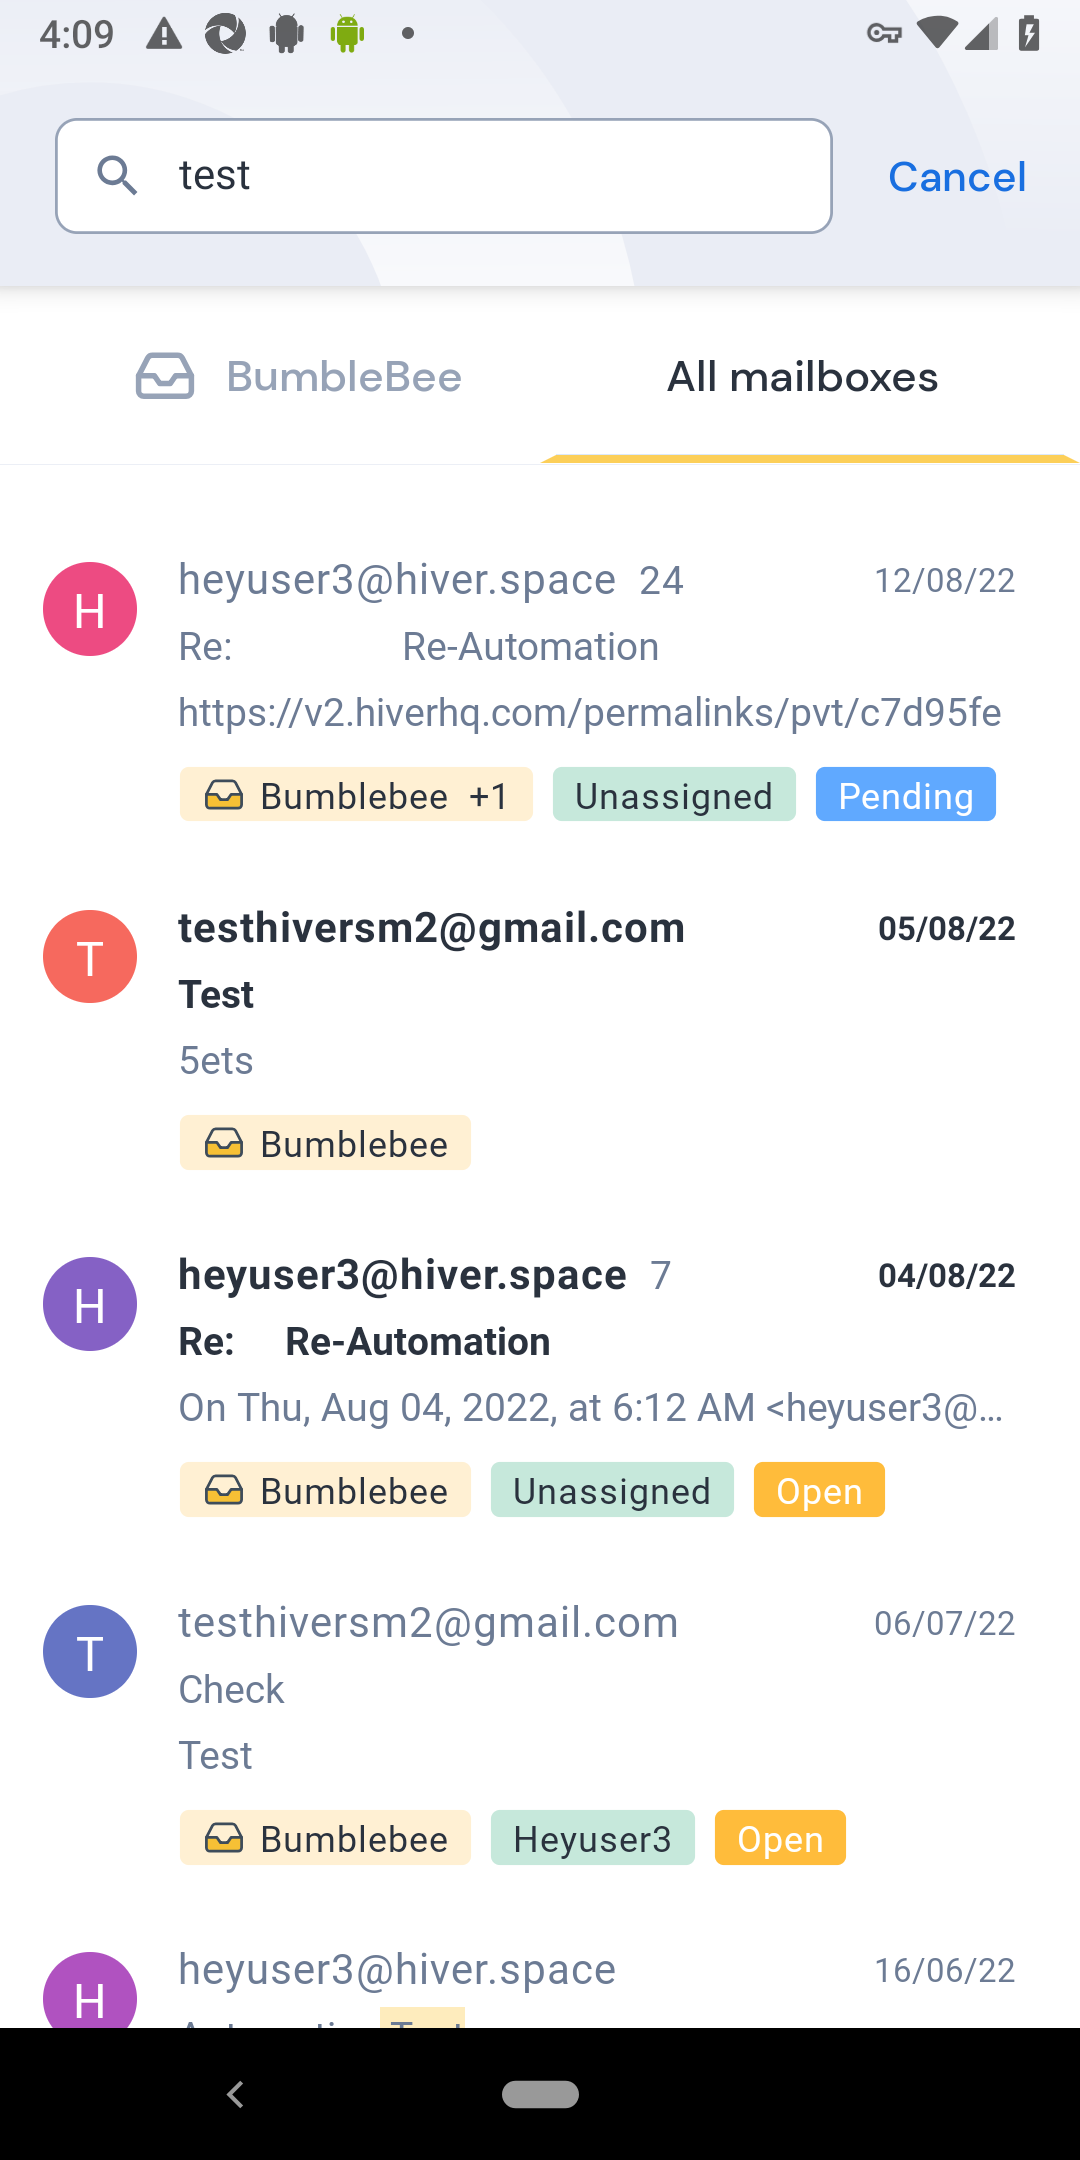 4:09
test
Cancel
BumbleBee
All mailboxes
H
heyuser3@hiver.space 24
12/08/22
Re: Re-Automation
https://v2.hiverhq.com/permalinks/pvt/c7d95fe
Bumblebee +1
Unassigned
Pending
T
testhiversm2@gmail.com
05/08/22
Test
5ets
Bumblebee
H
heyuser3@hiver.space 7
04/08/22
Re: Re-Automation
On Thu, Aug 04, 2022, at 6:12 AM <heyuser3@...
Bumblebee
Unassigned
Open
T
testhiversm2@gmail.com
06/07/22
Check
Test
Bumblebee
Heyuser3
Open
H
heyuser3@hiver.space
16/06/22